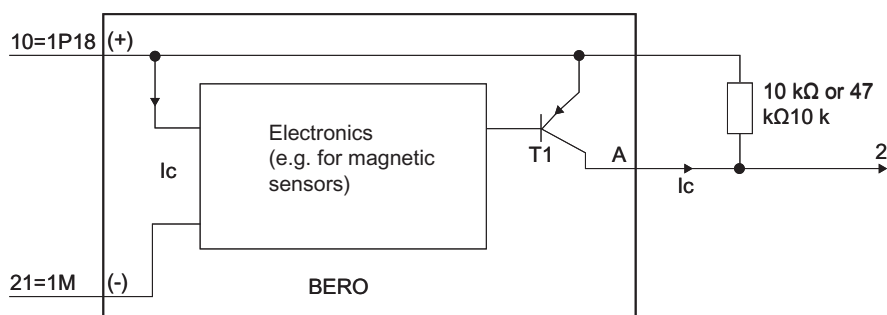 10=1P18 (+)
10 kΩ or 47
kΩ10 k
Electronics
(e.g. for magnetic
sensors)
T1
A
2
Ic
Ic
21=1M (-)
BERO